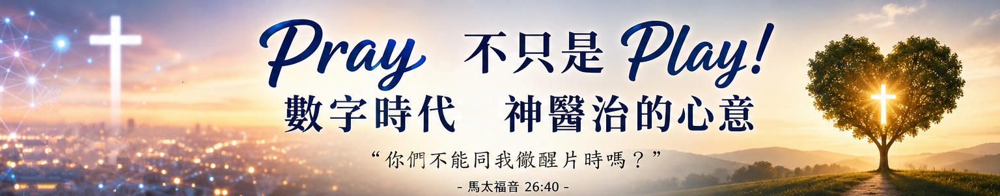 Pray 不只是 Play!
數字時代 神醫治的心意
“你們不能同我儆醒片時嗎？”
- 馬太福音 26:40 -